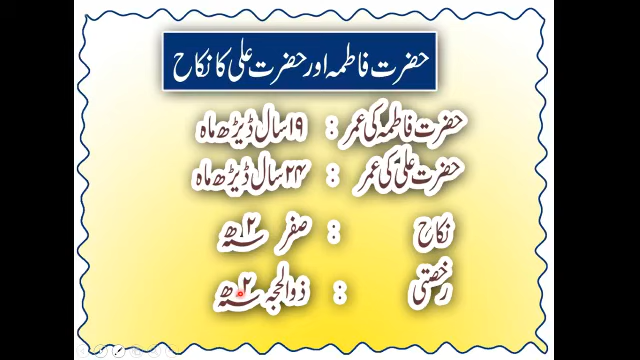 حضرت فاطمہ اور حضرت علی کا نکاح
حضرت فاطمہ کی عمر : ۱۹ سال ڈیڑھ ماہ
حضرت علی کی عمر : ۲۴ سال ڈیڑھ ماہ
نکاح : صفر ۲ھ
رخصتی : ذوالحجہ ۲ھ